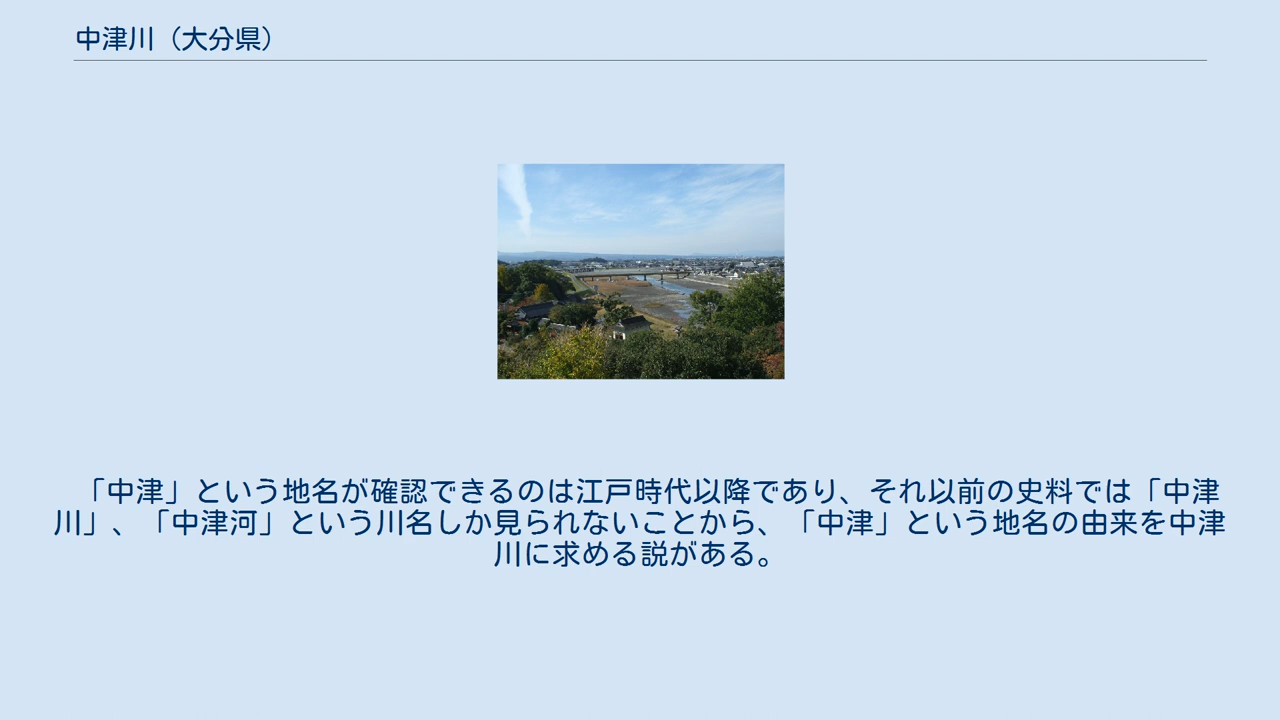 中津川（大分県）
「中津」という地名が確認できるのは江戸時代以降であり、それ以前の史料では「中津
川」、「中津河」という川名しか見られないことから、「中津」という地名の由来を中津
川に求める説がある。